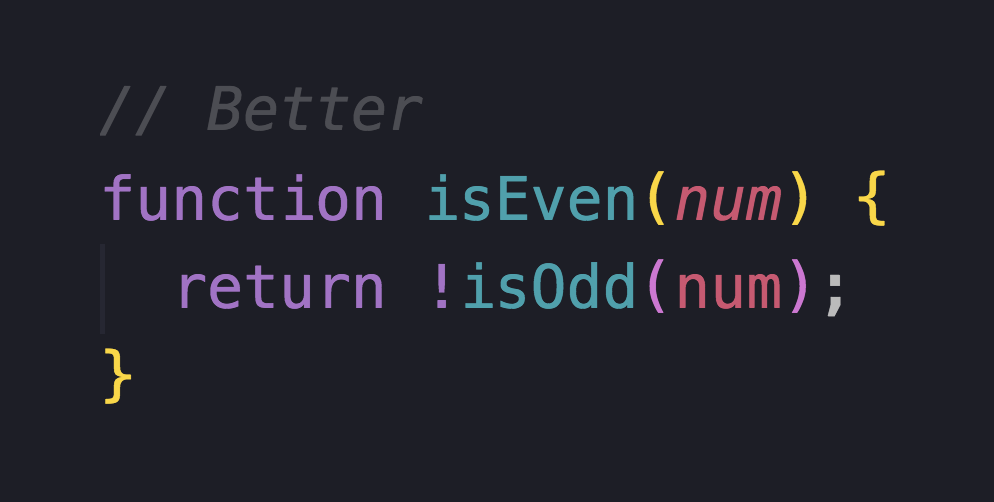 // Better
function isEven(num) {
  return !isOdd(num);
}